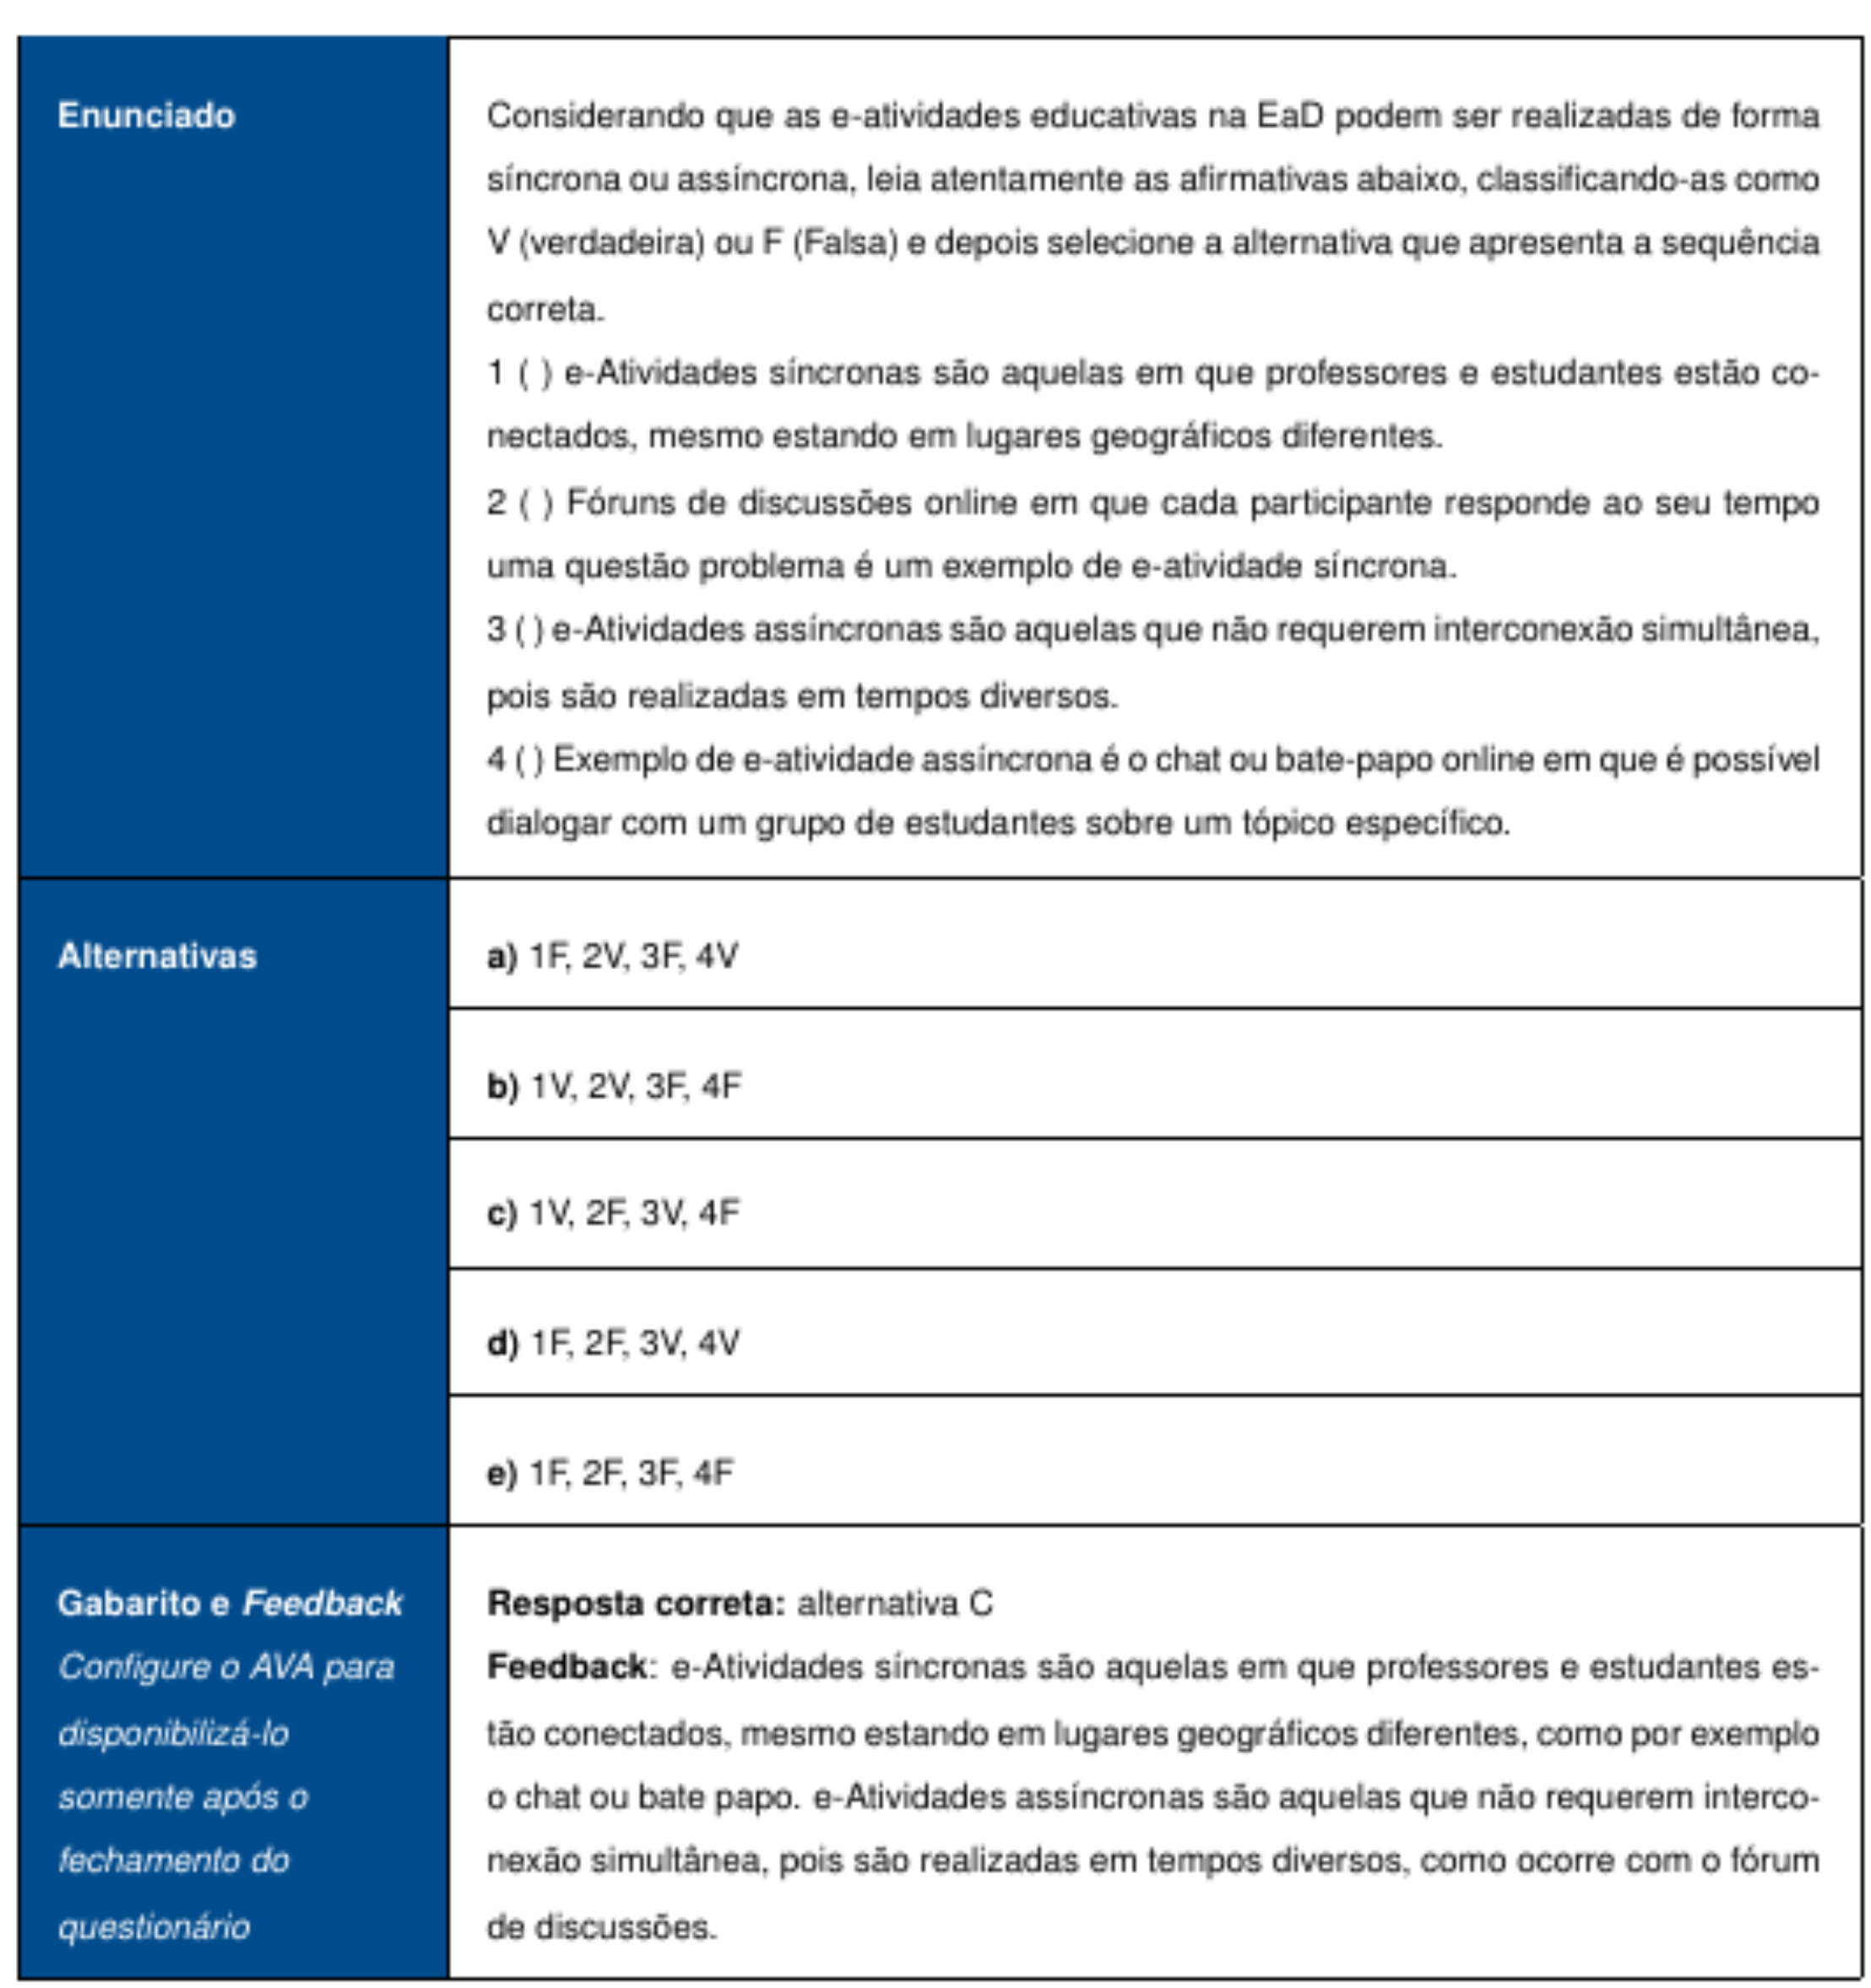 Enunciado
Considerando que as e-atividades educativas na EaD podem ser realizadas de forma
síncrona ou assíncrona, leia atentamente as afirmativas abaixo, classificando-as como
V (verdadeira) ou F (Falsa) e depois selecione a alternativa que apresenta a sequência
correta.
1 ( ) e-Atividades síncronas são aquelas em que professores e estudantes estão co-
nectados, mesmo estando em lugares geográficos diferentes.
2 ( ) Fóruns de discussões online em que cada participante responde ao seu tempo
uma questão problema é um exemplo de e-atividade síncrona.
3 ( ) e-Atividades assíncronas são aquelas que não requerem interconexão simultânea,
pois são realizadas em tempos diversos.
4 ( ) Exemplo de e-atividade assíncrona é o chat ou bate-papo online em que é possível
dialogar com um grupo de estudantes sobre um tópico específico.
Alternativas
a) 1F, 2V, 3F, 4V
b) 1V, 2V, 3F, 4F
c) 1V, 2F, 3V, 4F
d) 1F, 2F, 3V, 4V
e) 1F, 2F, 3F, 4F
Gabarito e Feedback
Configure o AVA para
disponibilizá-lo
somente após o
fechamento do
questionário
Resposta correta: alternativa C
Feedback: e-Atividades síncronas são aquelas em que professores e estudantes es-
tão conectados, mesmo estando em lugares geográficos diferentes, como por exemplo
o chat ou bate papo. e-Atividades assíncronas são aquelas que não requerem interco-
nexão simultânea, pois são realizadas em tempos diversos, como ocorre com o fórum
de discussões.